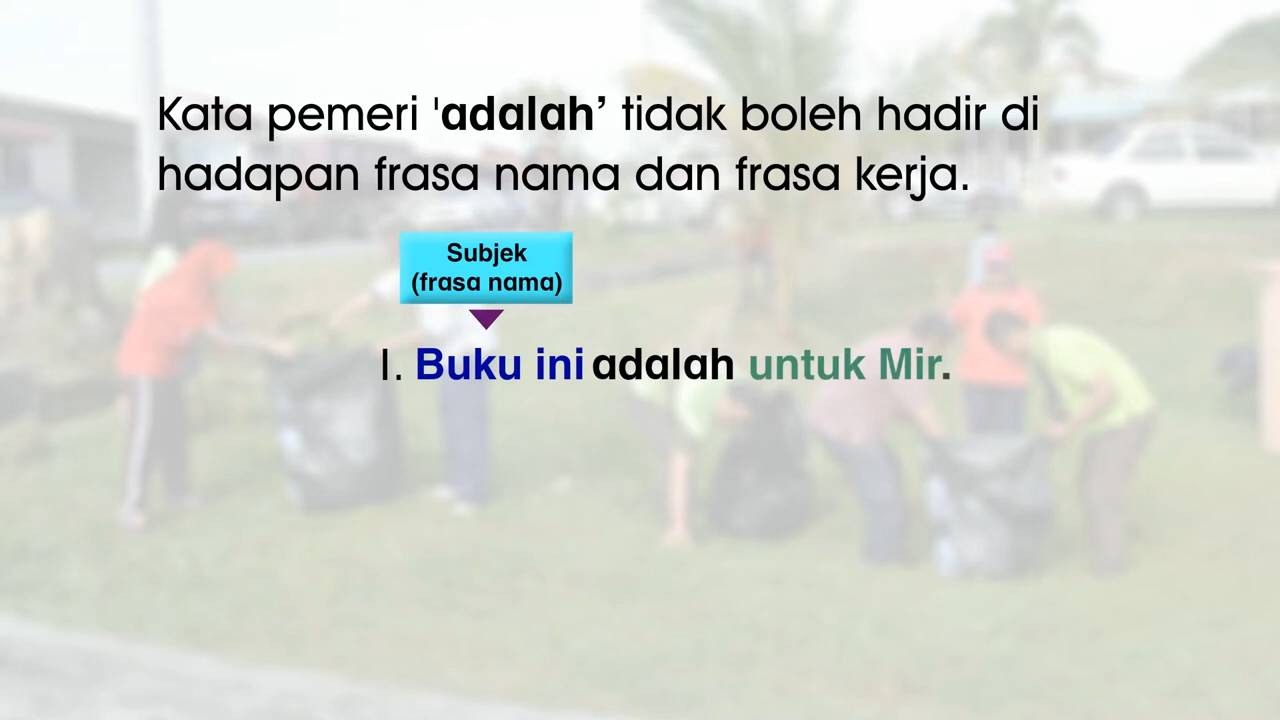 Kata pemeri 'adalah’ tidak boleh hadir di
hadapan frasa nama dan frasa kerja.
Subjek
(frasa nama)
1. Buku ini adalah untuk Mir.